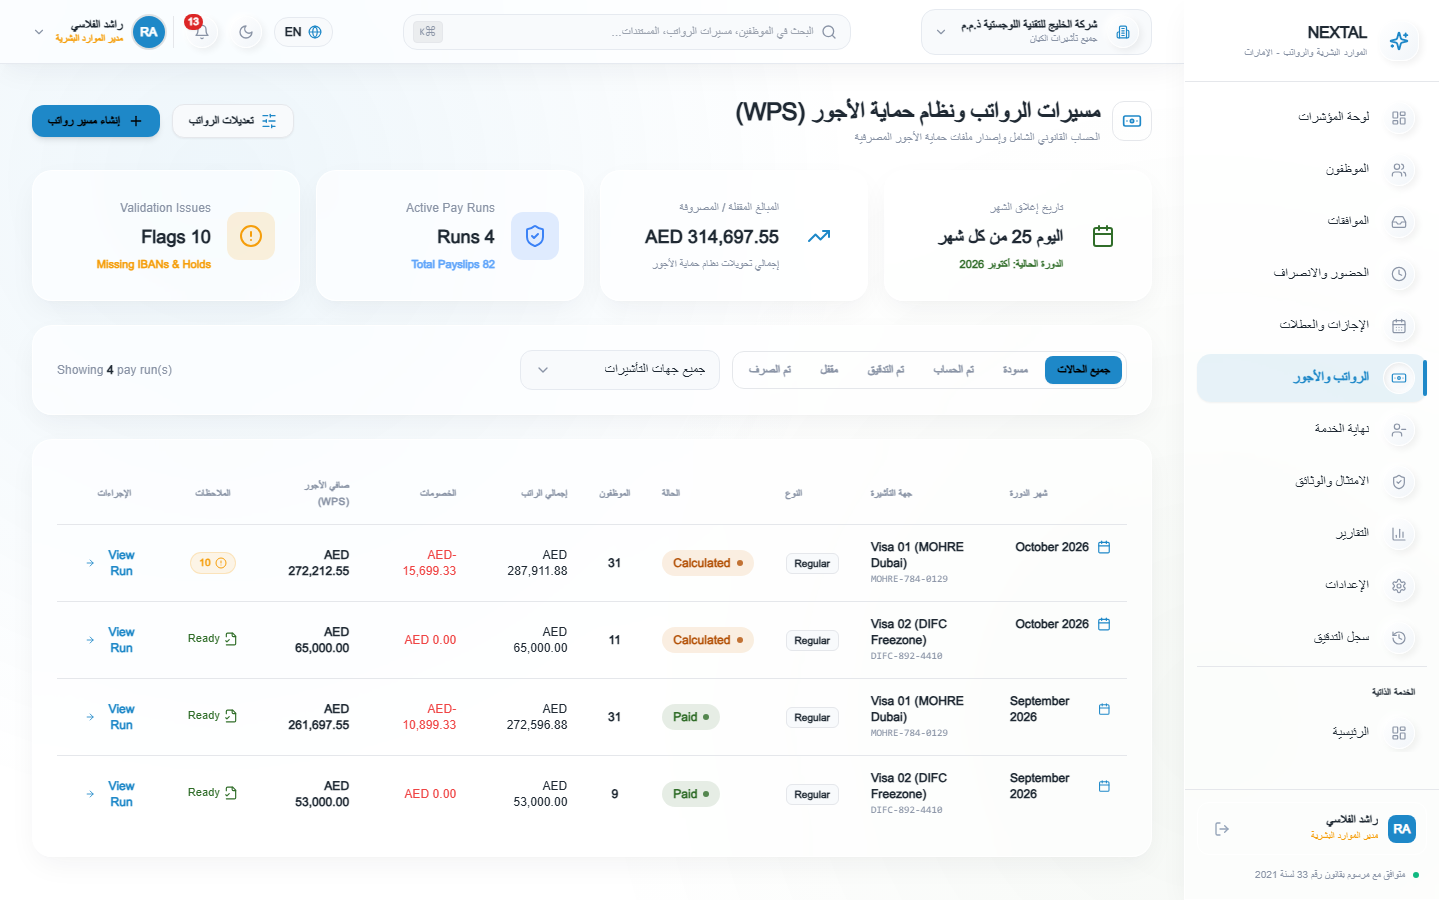 NEXTAL
الموارد البشرية والرواتب - الإمارات
شركة الخليج للتقنية اللوجستية ذ.م.م
جميع تأشيرات الكيان
البحث في الموظفين، مسيرات الرواتب، المستندات...
⌘K
EN
13
RA
راشد الفلاسي
مدير الموارد البشرية
لوحة المؤشرات
الموظفون
الموافقات
الحضور والانصراف
الإجازات والعطلات
الرواتب والأجور
نهاية الخدمة
الامتثال والوثائق
التقارير
الإعدادات
سجل التدقيق
الخدمة الذاتية
الرئيسية
RA
راشد الفلاسي
مدير الموارد البشرية
متوافق مع مرسوم بقانون رقم 33 لسنة 2021
مسيرات الرواتب ونظام حماية الأجور (WPS)
الحساب القانوني الشامل وإصدار ملفات حماية الأجور المصرفية
تعديلات الرواتب
إنشاء مسير رواتب
تاريخ إغلاق الشهر
اليوم 25 من كل شهر
الدورة الحالية: أكتوبر 2026
المبالغ المقفلة / المصروفة
AED 314,697.55
إجمالي تحويلات نظام حماية الأجور
Active Pay Runs
Runs 4
Total Payslips 82
Validation Issues
Flags 10
Missing IBANs & Holds
جميع الحالات
مسودة
تم الحساب
تم التدقيق
مقفل
تم الصرف
جميع جهات التأشيرات
Showing 4 pay run(s)
شهر الدورة
جهة التأشيرة
النوع
الحالة
الموظفون
إجمالي الراتب
الخصومات
صافي الأجور
(WPS)
الملاحظات
الإجراءات
October 2026
Visa 01 (MOHRE
Dubai)
MOHRE-784-0129
Regular
Calculated
31
AED
287,911.88
AED-
15,699.33
AED
272,212.55
10
View
Run
October 2026
Visa 02 (DIFC
Freezone)
DIFC-892-4410
Regular
Calculated
11
AED
65,000.00
AED 0.00
AED
65,000.00
Ready
View
Run
September
2026
Visa 01 (MOHRE
Dubai)
MOHRE-784-0129
Regular
Paid
31
AED
272,596.88
AED-
10,899.33
AED
261,697.55
Ready
View
Run
September
2026
Visa 02 (DIFC
Freezone)
DIFC-892-4410
Regular
Paid
9
AED
53,000.00
AED 0.00
AED
53,000.00
Ready
View
Run